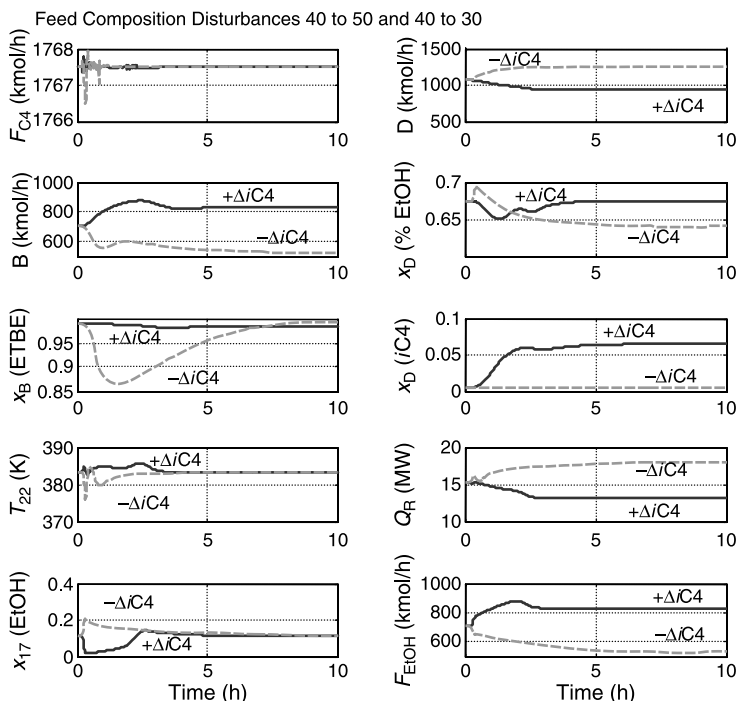 Feed Composition Disturbances 40 to 50 and 40 to 30
F_C4 (kmol/h)
1768
1767
1766
0
5
10
D (kmol/h)
1500
1000
500
−ΔiC4
+ΔiC4
0
5
10
B (kmol/h)
1000
800
600
+ΔiC4
−ΔiC4
0
5
10
x_D (% EtOH)
0.7
0.65
+ΔiC4
−ΔiC4
0
5
10
x_B (ETBE)
0.95
0.9
0.85
+ΔiC4
−ΔiC4
0
5
10
x_D (iC4)
0.1
0.05
0
+ΔiC4
−ΔiC4
0
5
10
T_22 (K)
390
380
370
+ΔiC4
−ΔiC4
0
5
10
Q_R (MW)
20
15
10
−ΔiC4
+ΔiC4
0
5
10
x_17 (EtOH)
0.4
0.2
0
−ΔiC4
+ΔiC4
0
5
10
Time (h)
F_EtOH (kmol/h)
1000
800
600
+ΔiC4
−ΔiC4
0
5
10
Time (h)